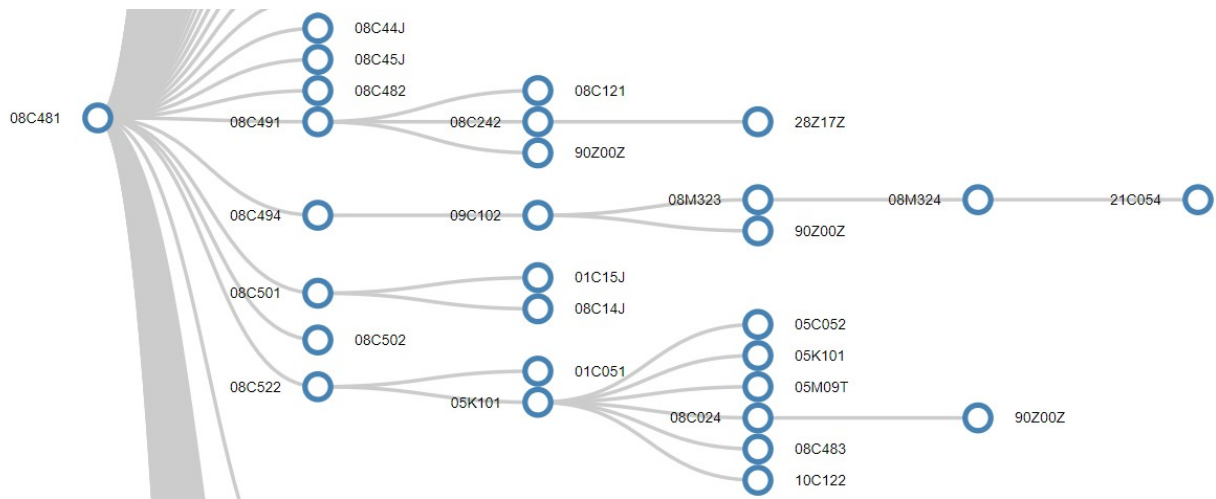 08C44J
08C45J
08C482
08C121
08C481
08C491
08C242
28Z17Z
90Z00Z
08M323
08M324
21C054
08C494
09C102
90Z00Z
01C15J
08C501
08C14J
05C052
08C502
05K101
01C051
08C522
05M09T
05K101
08C024
90Z00Z
08C483
10C122